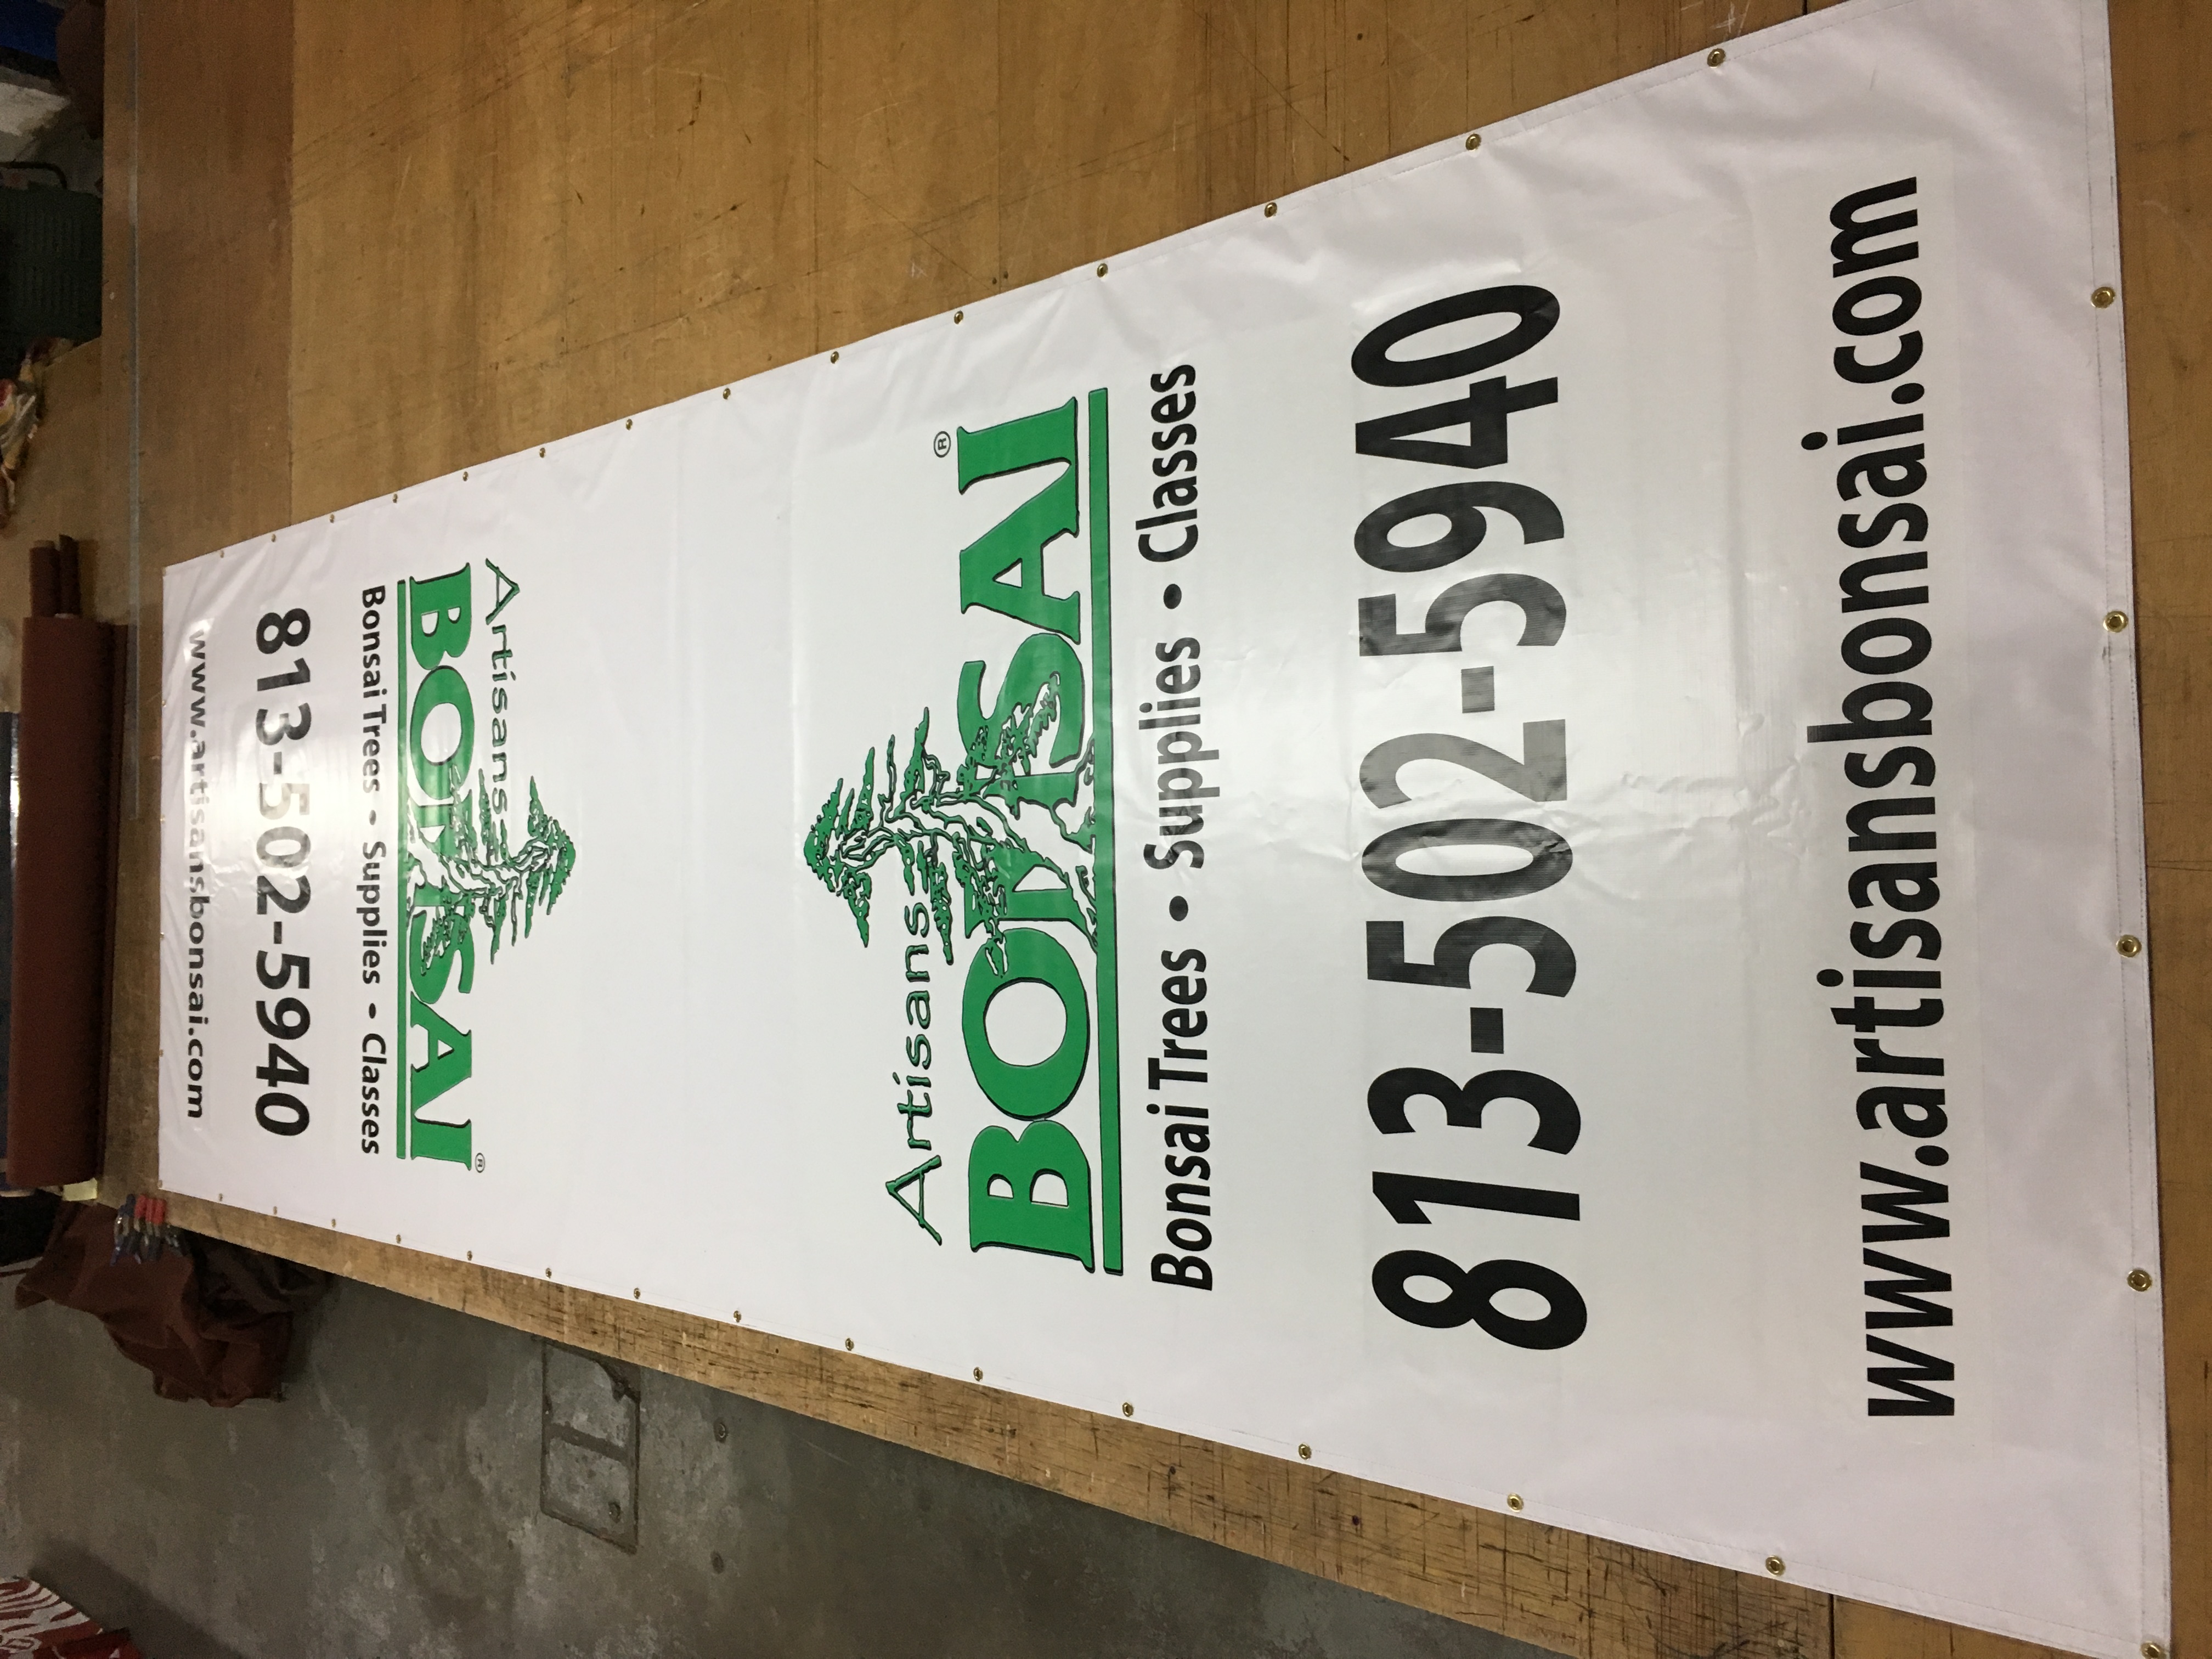 Artisans
BONSAI®
Bonsai Trees • Supplies • Classes
813-502-5940
www.artisansbonsai.com
Artisans
BONSAI®
Bonsai Trees • Supplies • Classes
813-502-5940
www.artisansbonsai.com